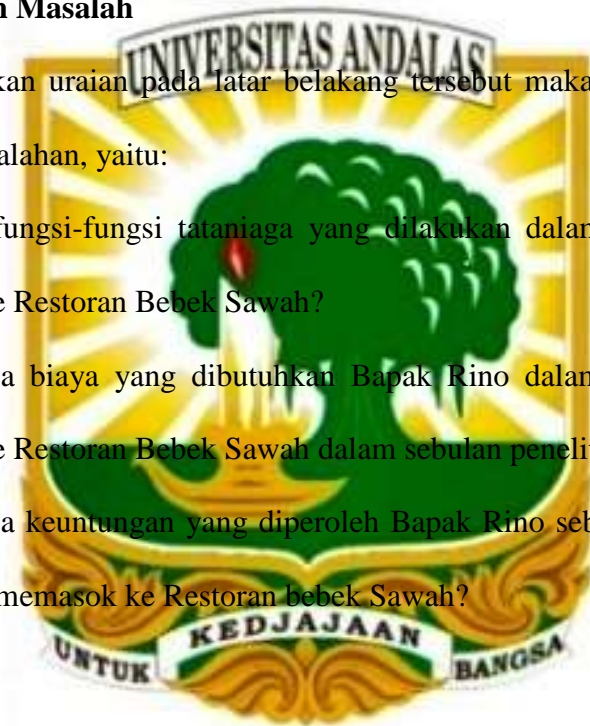 n Masalah
UNIVERSITAS ANDALAS
kan uraian pada latar belakang tersebut maka
alahan, yaitu:
fungsi-fungsi tataniaga yang dilakukan dalam
e Restoran Bebek Sawah?
a biaya yang dibutuhkan Bapak Rino dalam
e Restoran Bebek Sawah dalam sebulan penelit
a keuntungan yang diperoleh Bapak Rino seb
memasok ke Restoran bebek Sawah?
UNTUK KEDJAJAAN BANGSA